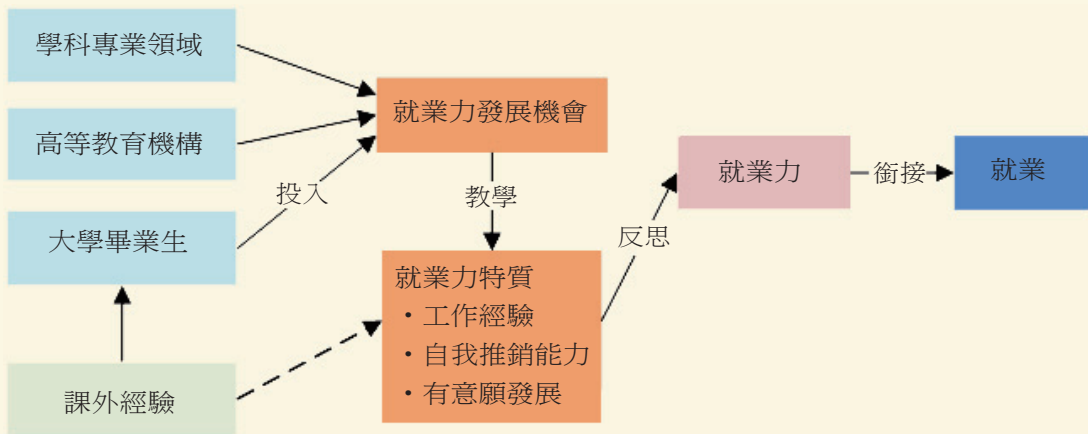 學科專業領域
高等教育機構
大學畢業生
課外經驗
投入
就業力發展機會
教學
就業力特質
・工作經驗
・自我推銷能力
・有意願發展
反思
就業力
銜接
就業